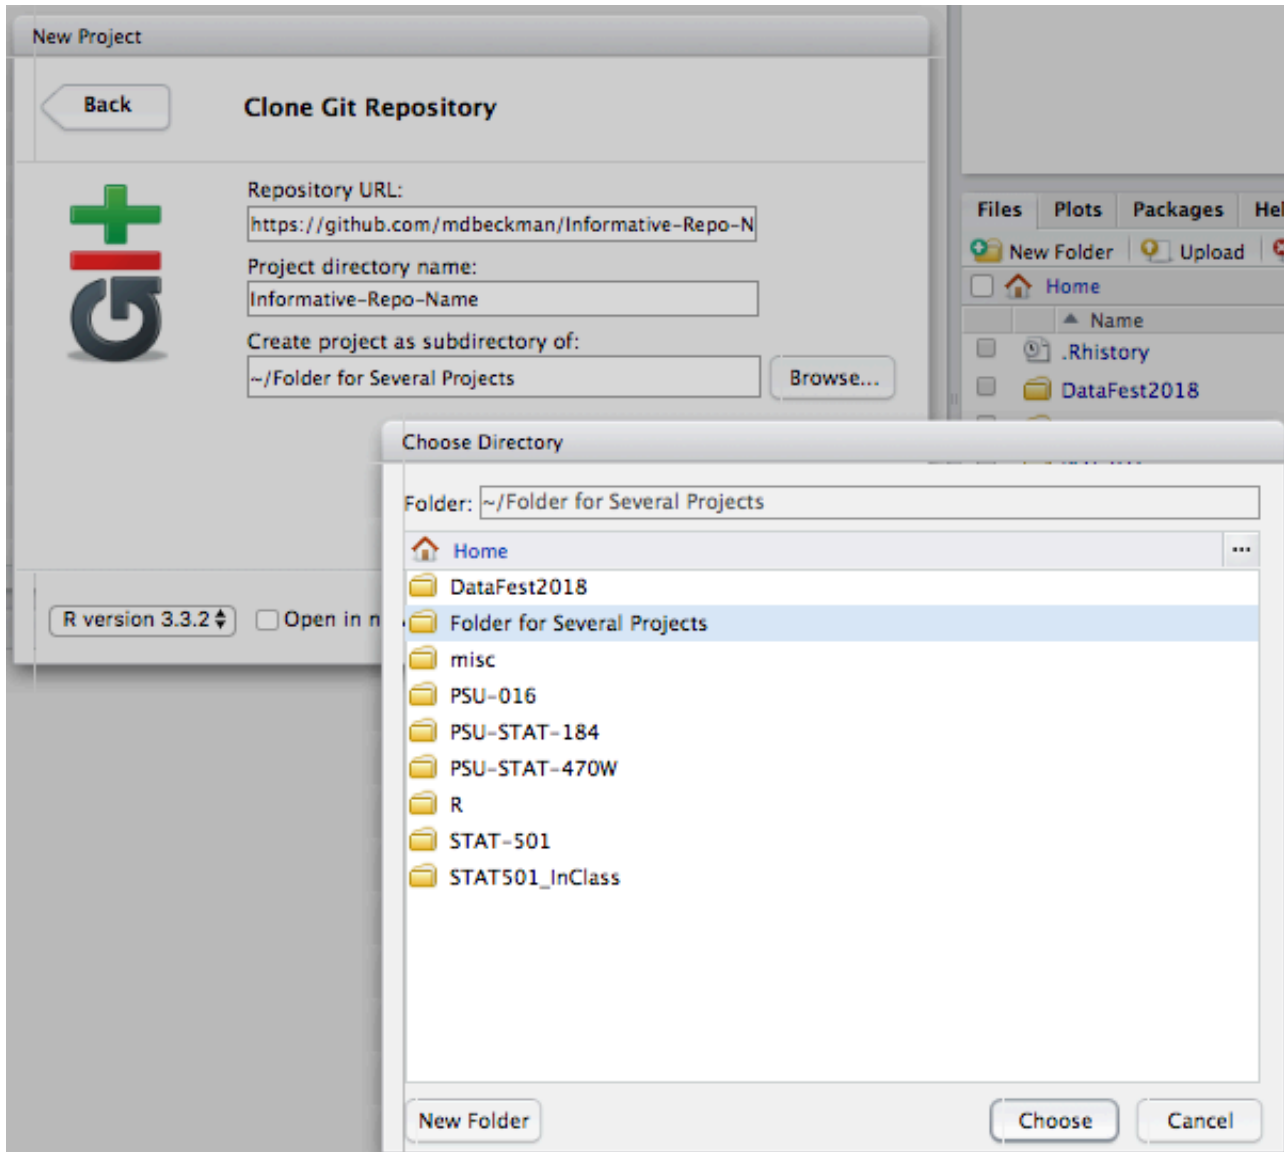 New Project
Back
Clone Git Repository
Repository URL:
https://github.com/mdbeckman/Informative-Repo-N
Project directory name:
Informative-Repo-Name
Create project as subdirectory of:
~/Folder for Several Projects
Browse...
R version 3.3.2
Open in n
Files Plots Packages Hel
New Folder Upload
Home
Name
.Rhistory
DataFest2018
Choose Directory
Folder: ~/Folder for Several Projects
Home ...
DataFest2018
Folder for Several Projects
misc
PSU-016
PSU-STAT-184
PSU-STAT-470W
R
STAT-501
STAT501_InClass
New Folder Choose Cancel